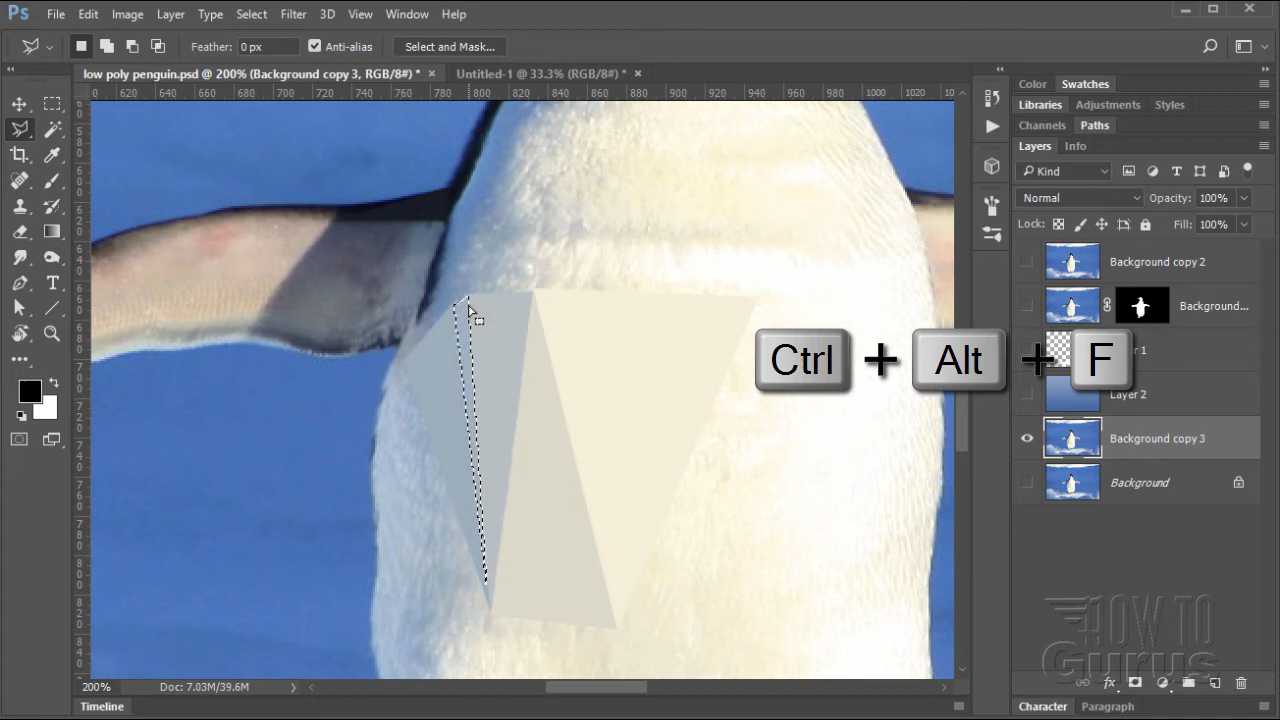 Ps File Edit Image Layer Type Select Filter 3D View Window Help
Feather: 0 px Anti-alias Select and Mask...
low poly penguin.psd @ 200% (Background copy 3, RGB/8#) * × Untitled-1 @ 33.3% (RGB/8#) * ×
620 640 660 680 700 720 740 760 780 800 820 840 860 880 900 920 940 960 980 1000 1020
Color Swatches
Libraries Adjustments Styles
Channels Paths
Layers Info
Kind
Normal Opacity: 100%
Lock: Fill: 100%
Background copy 2
Background...
Ctrl + Alt + F
Layer 2
Background copy 3
Background
HOW TO
Gurus
fx
200% Doc: 7.03M/39.6M
Timeline
Character Paragraph